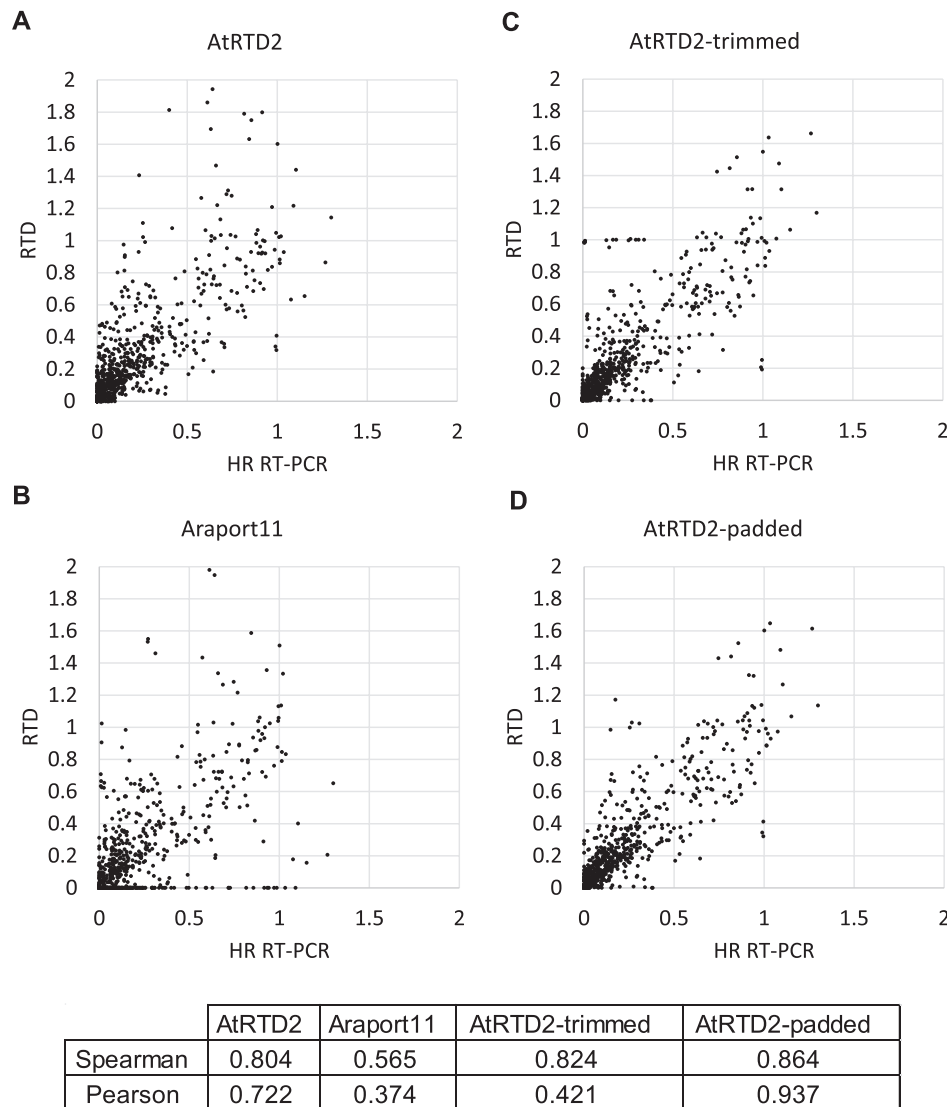 A
AtRTD2
2
1.8
1.6
1.4
1.2
1
0.8
0.6
0.4
0.2
0
RTD
0 0.5 1 1.5 2
HR RT-PCR
C
AtRTD2-trimmed
2
1.8
1.6
1.4
1.2
1
0.8
0.6
0.4
0.2
0
RTD
0 0.5 1 1.5 2
HR RT-PCR
B
Araport11
2
1.8
1.6
1.4
1.2
1
0.8
0.6
0.4
0.2
0
RTD
0 0.5 1 1.5 2
HR RT-PCR
D
AtRTD2-padded
2
1.8
1.6
1.4
1.2
1
0.8
0.6
0.4
0.2
0
RTD
0 0.5 1 1.5 2
HR RT-PCR
AtRTD2 Araport11 AtRTD2-trimmed AtRTD2-padded
Spearman 0.804 0.565 0.824 0.864
Pearson 0.722 0.374 0.421 0.937